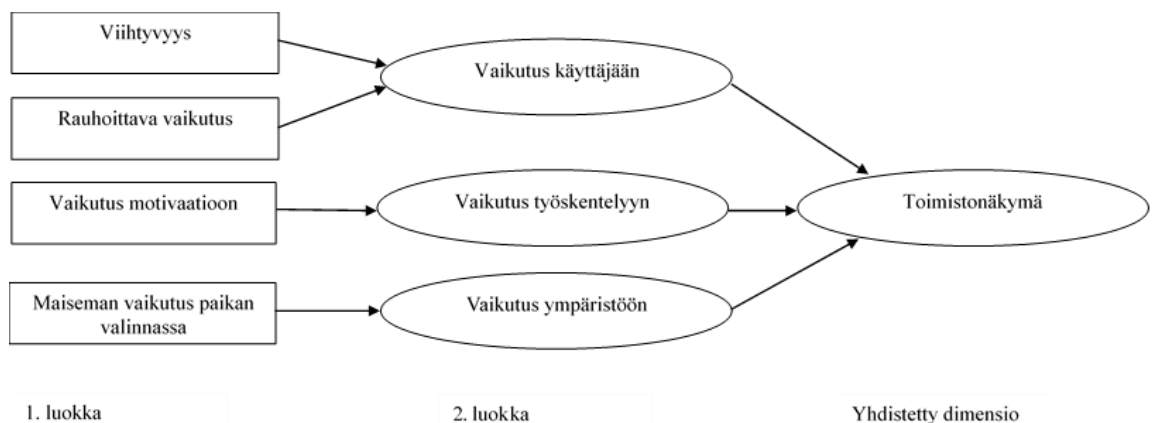 Viihtyvyys
Rauhoittava vaikutus
Vaikutus motivaatioon
Maiseman vaikutus paikan
valinnassa
Vaikutus käyttäjään
Vaikutus työskentelyyn
Vaikutus ympäristöön
Toimistonäkymä
1. luokka
2. luokka
Yhdistetty dimensio